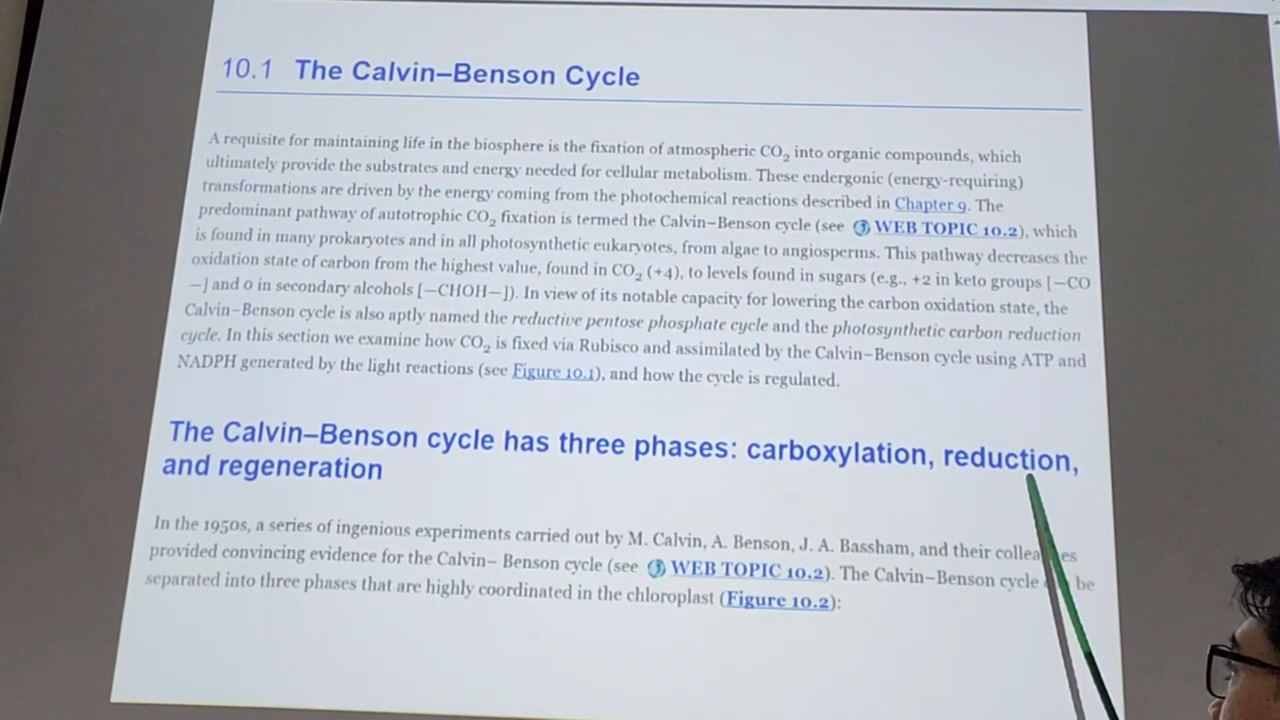 10.1 The Calvin–Benson Cycle
A requisite for maintaining life in the biosphere is the fixation of atmospheric CO₂ into organic compounds, which
ultimately provide the substrates and energy needed for cellular metabolism. These endergonic (energy-requiring)
transformations are driven by the energy coming from the photochemical reactions described in Chapter 9. The
predominant pathway of autotrophic CO₂ fixation is termed the Calvin–Benson cycle (see WEB TOPIC 10.2), which
is found in many prokaryotes and in all photosynthetic eukaryotes, from algae to angiosperms. This pathway decreases the
oxidation state of carbon from the highest value, found in CO₂ (+4), to levels found in sugars (e.g., +2 in keto groups [—CO
—] and 0 in secondary alcohols [—CHOH—]). In view of its notable capacity for lowering the carbon oxidation state, the
Calvin–Benson cycle is also aptly named the reductive pentose phosphate cycle and the photosynthetic carbon reduction
cycle. In this section we examine how CO₂ is fixed via Rubisco and assimilated by the Calvin–Benson cycle using ATP and
NADPH generated by the light reactions (see Figure 10.1), and how the cycle is regulated.
The Calvin–Benson cycle has three phases: carboxylation, reduction,
and regeneration
In the 1950s, a series of ingenious experiments carried out by M. Calvin, A. Benson, J. A. Bassham, and their
provided convincing evidence for the Calvin– Benson cycle (see WEB TOPIC 10.2). The Calvin–Benson cycle be
separated into three phases that are highly coordinated in the chloroplast (Figure 10.2):